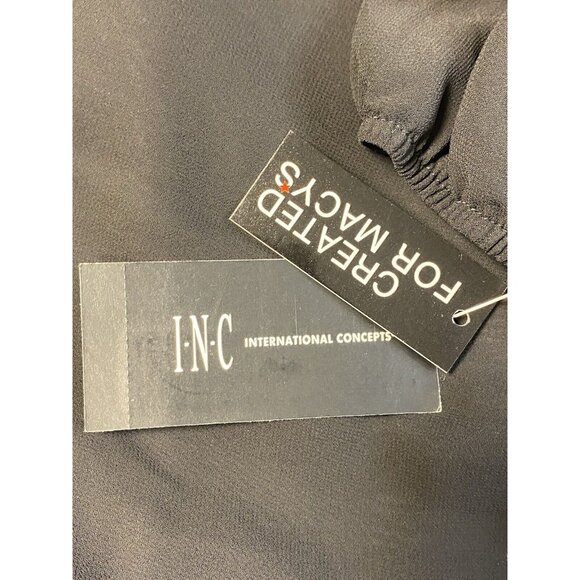 CREATED
FOR MACYS
I·N·C INTERNATIONAL CONCEPTS